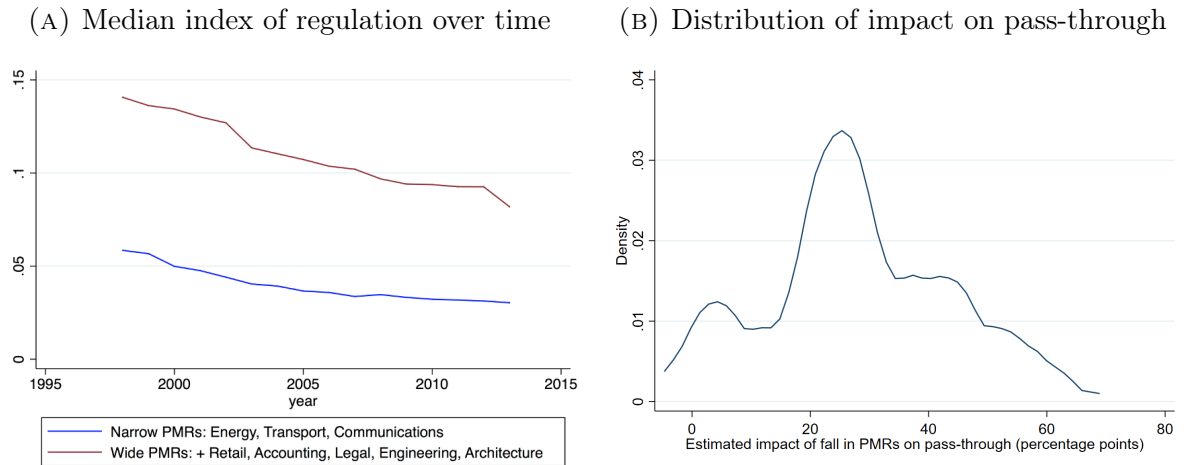 (A) Median index of regulation over time
.15
.1
.05
0
1995 2000 2005 2010 2015
year
Narrow PMRs: Energy, Transport, Communications
Wide PMRs: + Retail, Accounting, Legal, Engineering, Architecture
(B) Distribution of impact on pass-through
.04
.03
.02
.01
0
Density
0 20 40 60 80
Estimated impact of fall in PMRs on pass-through (percentage points)